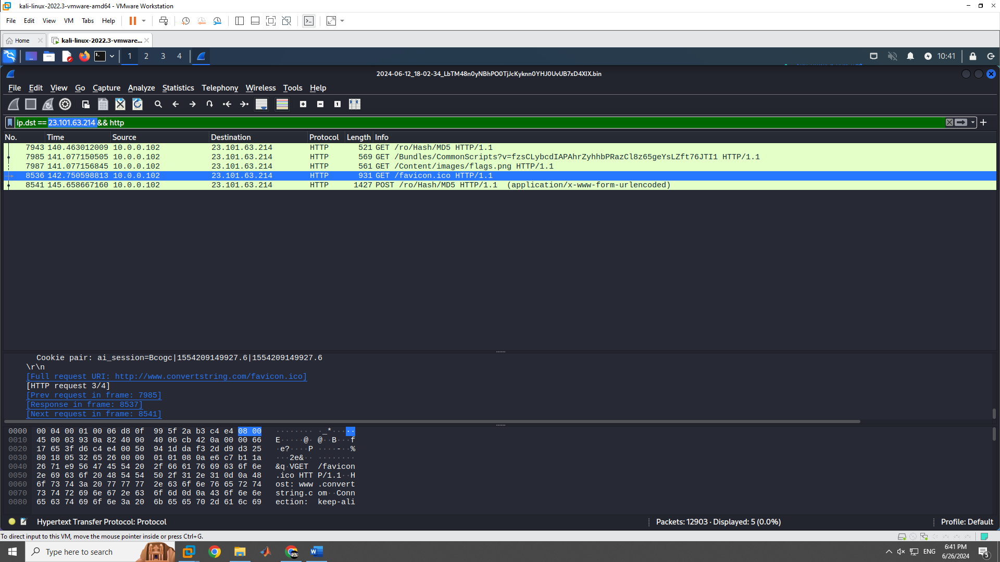 kali-linux-2022.3-vmware-amd64 - VMware Workstation
File Edit View VM Tabs Help
Home kali-linux-2022.3-vmware...
1 2 3 4 10:41
2024-06-12_18-02-34_LbTM48n0yNBhPO0TjJcKyknn0YHJ0UvUB7xD4XIX.bin
File Edit View Go Capture Analyze Statistics Telephony Wireless Tools Help
ip.dst == 23.101.63.214 && http
No. Time Source Destination Protocol Length Info
7943 140.463012009 10.0.0.102 23.101.63.214 HTTP 521 GET /ro/Hash/MD5 HTTP/1.1
7985 141.077150505 10.0.0.102 23.101.63.214 HTTP 569 GET /Bundles/CommonScripts?v=fzsCLybcdIAPAhrZyhhbPRazCl8z65geYsLZft76JTI1 HTTP/1.1
7987 141.077156845 10.0.0.102 23.101.63.214 HTTP 561 GET /Content/images/flags.png HTTP/1.1
8536 142.750598813 10.0.0.102 23.101.63.214 HTTP 931 GET /favicon.ico HTTP/1.1
8541 145.658667160 10.0.0.102 23.101.63.214 HTTP 1427 POST /ro/Hash/MD5 HTTP/1.1 (application/x-www-form-urlencoded)
Cookie pair: ai_session=Bcogc|1554209149927.6|1554209149927.6
\r\n
[Full request URI: http://www.convertstring.com/favicon.ico]
[HTTP request 3/4]
[Prev request in frame: 7985]
[Response in frame: 8537]
[Next request in frame: 8541]
0000 00 04 00 01 00 06 d8 0f 99 5f 2a b3 c4 e4 08 00 ········ ·_*·····
0010 45 00 03 93 0a 82 40 00 40 06 cb 42 0a 00 00 66 E·····@· @··B···f
0020 17 65 3f d6 c4 e4 00 50 94 1d da f3 2d d9 d3 25 ·e?····P ····-··%
0030 80 18 05 32 65 26 00 00 01 01 08 0a e6 c7 b1 1a ···2e&·· ········
0040 26 71 e9 56 47 45 54 20 2f 66 61 76 69 63 6f 6e &q·VGET /favicon
0050 2e 69 63 6f 20 48 54 54 50 2f 31 2e 31 0d 0a 48 .ico HTT P/1.1··H
0060 6f 73 74 3a 20 77 77 77 2e 63 6f 6e 76 65 72 74 ost: www .convert
0070 73 74 72 69 6e 67 2e 63 6f 6d 0d 0a 43 6f 6e 6e string.c om··Conn
0080 65 63 74 69 6f 6e 3a 20 6b 65 65 70 2d 61 6c 69 ection: keep-ali
Hypertext Transfer Protocol: Protocol Packets: 12903 · Displayed: 5 (0.0%) Profile: Default
To direct input to this VM, move the mouse pointer inside or press Ctrl+G.
Type here to search ENG 6:41 PM
6/26/2024 5